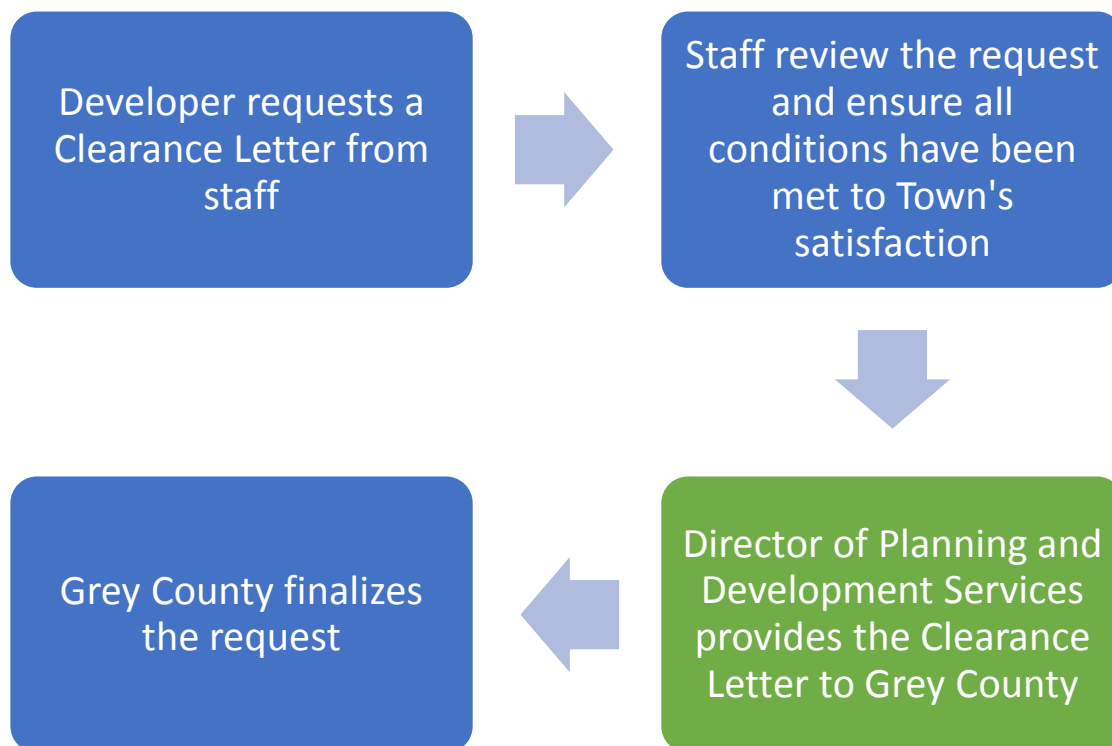 Developer requests a
Clearance Letter from
staff
Staff review the request
and ensure all
conditions have been
met to Town's
satisfaction
Director of Planning and
Development Services
provides the Clearance
Letter to Grey County
Grey County finalizes
the request